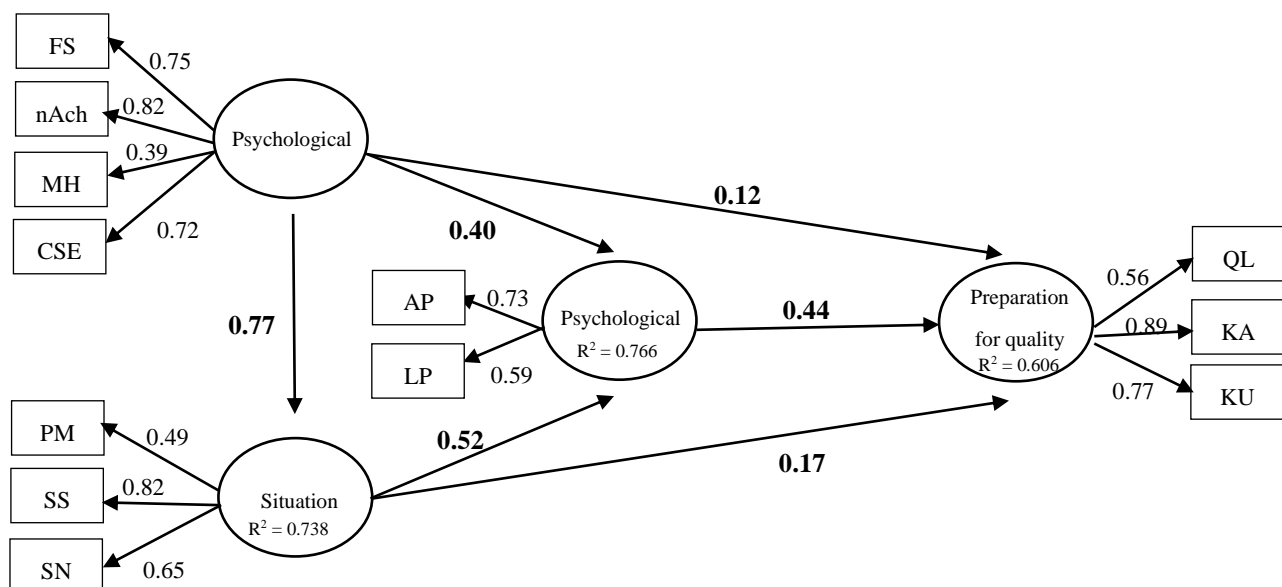 FS
0.75
nAch
0.82
MH
0.39
CSE
0.72
Psychological
0.12
0.40
0.77
AP
0.73
LP
0.59
Psychological
R² = 0.766
0.44
Preparation
for quality
R² = 0.606
QL
0.56
KA
0.89
KU
0.77
PM
0.49
SS
0.82
SN
0.65
Situation
R² = 0.738
0.52
0.17